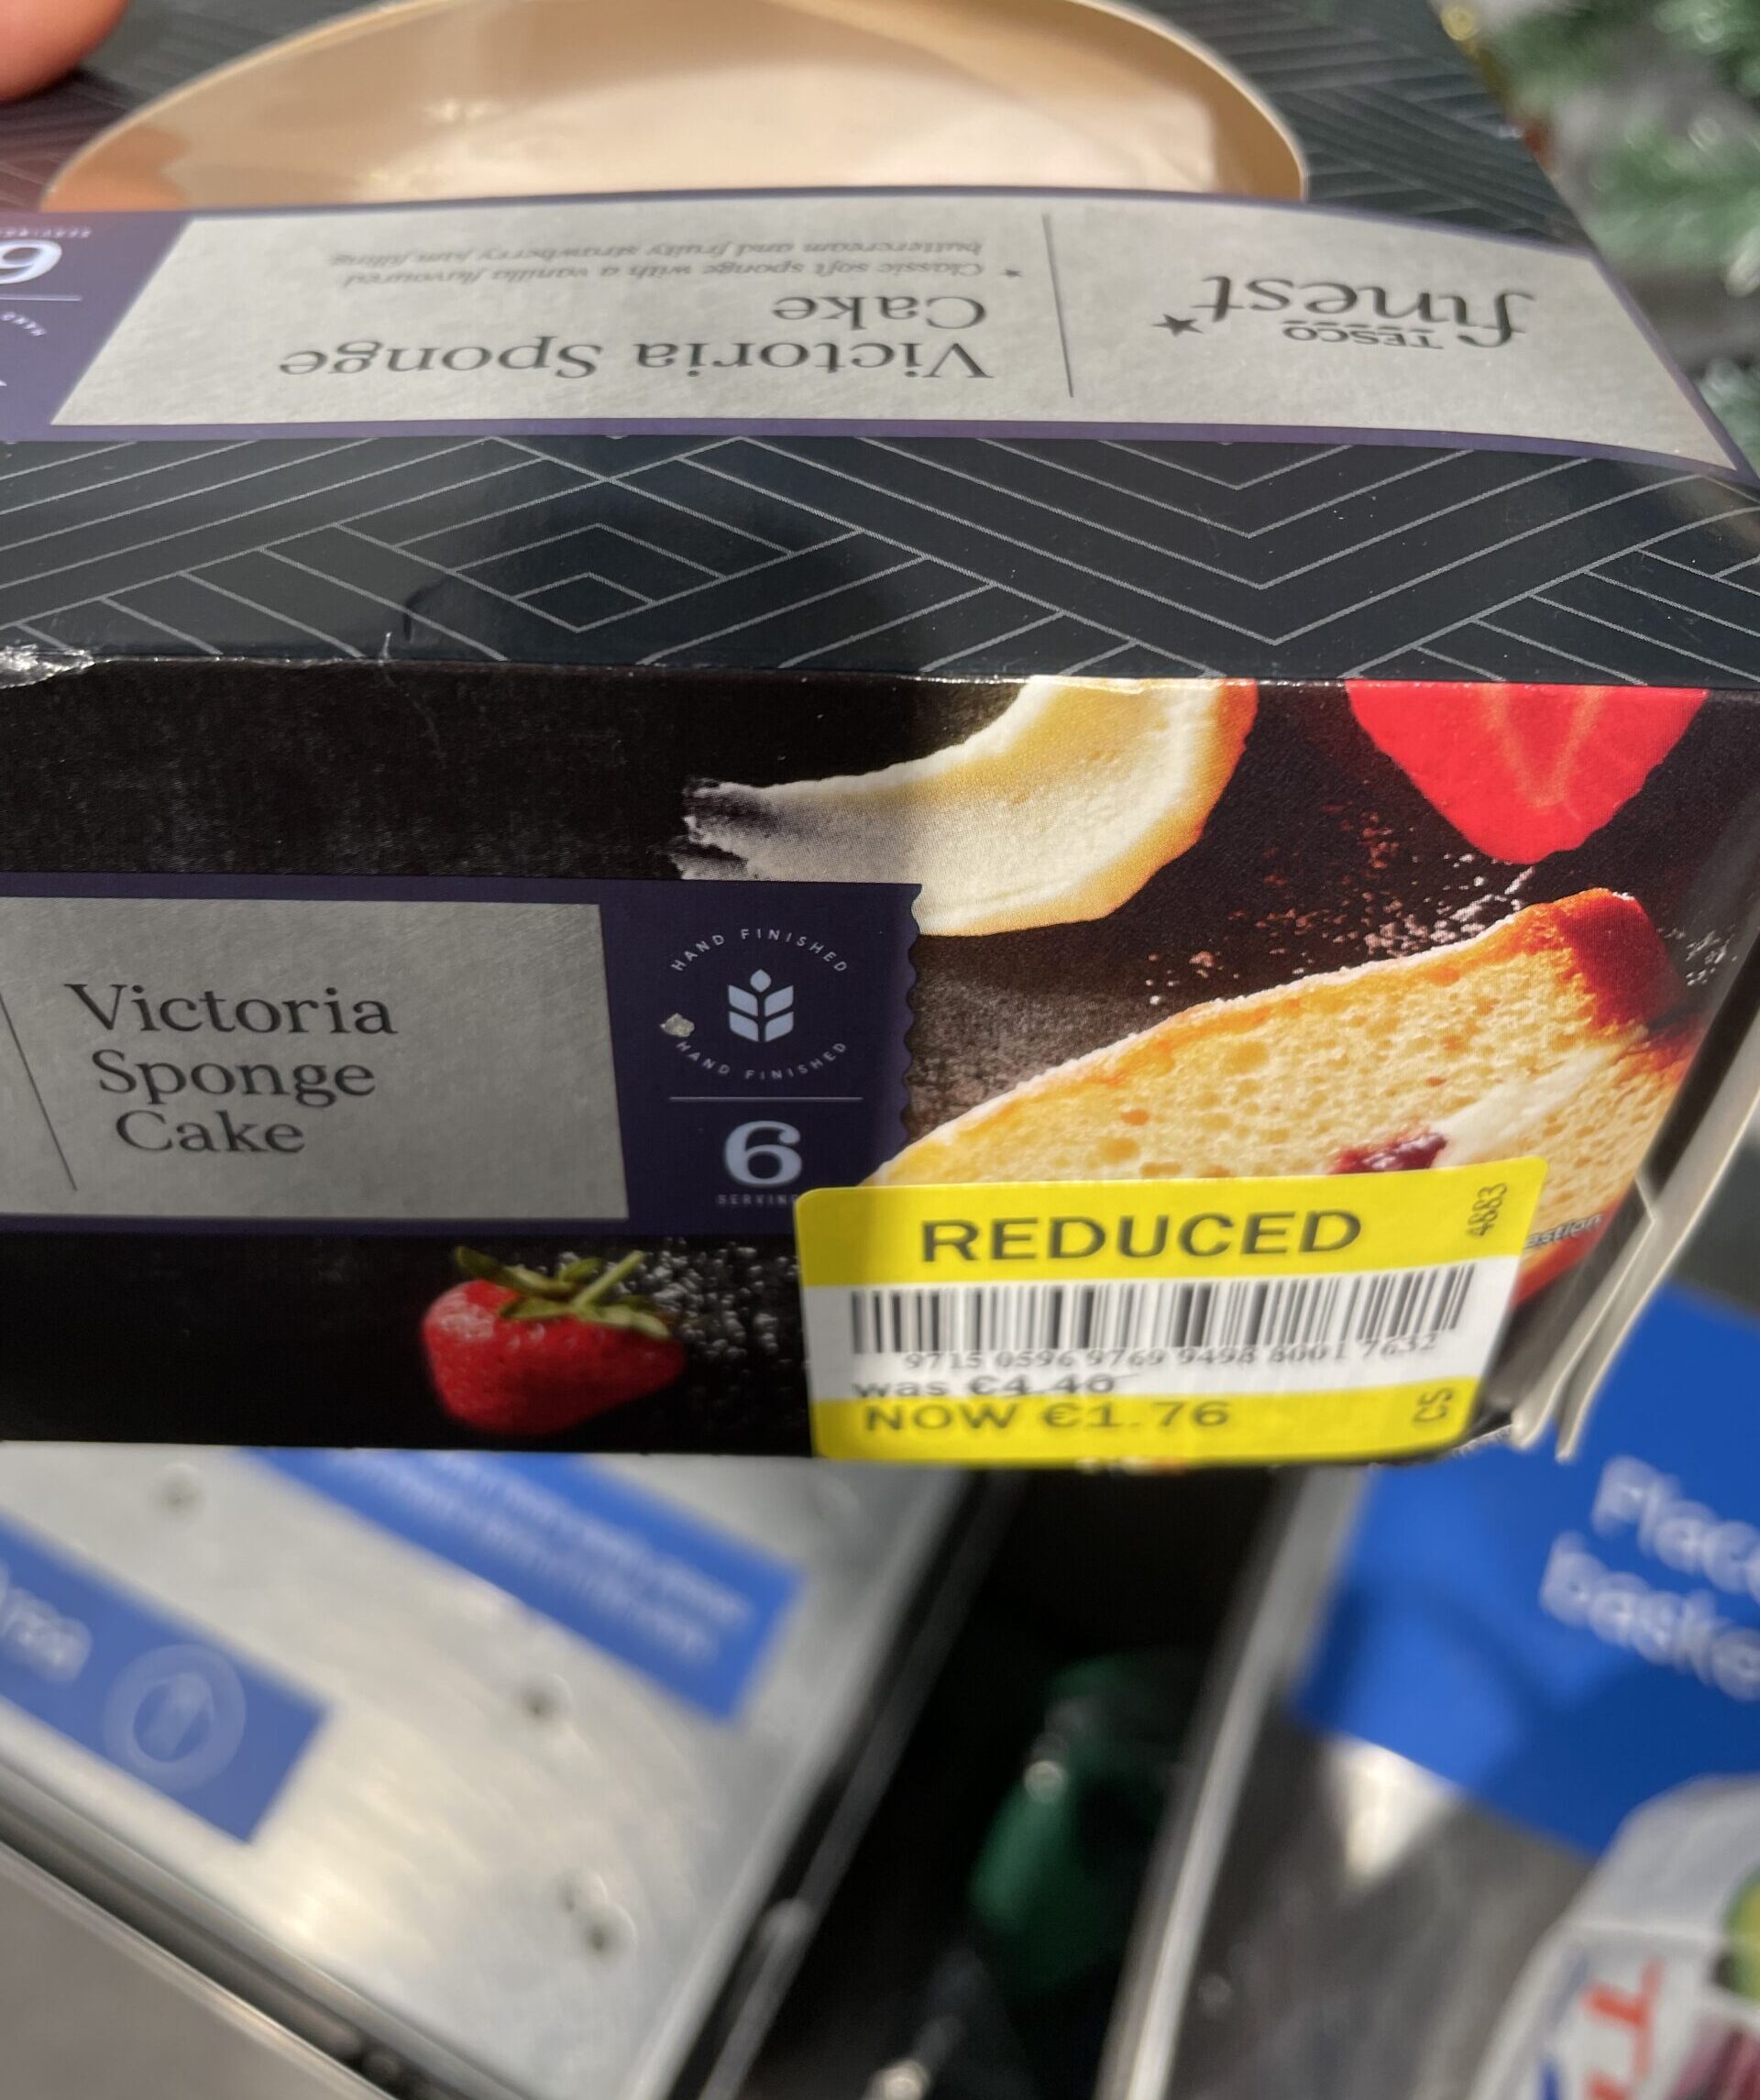 TESCO
finest*
Victoria Sponge
Cake
* Classic soft sponge with a vanilla flavoured
buttercream and fruity strawberry jam filling
6
Victoria
Sponge
Cake
HAND FINISHED
HAND FINISHED
6
REDUCED
4883
9715 0596 9769 9498 8001 7632
was €4.40
NOW €1.76
CS
Place